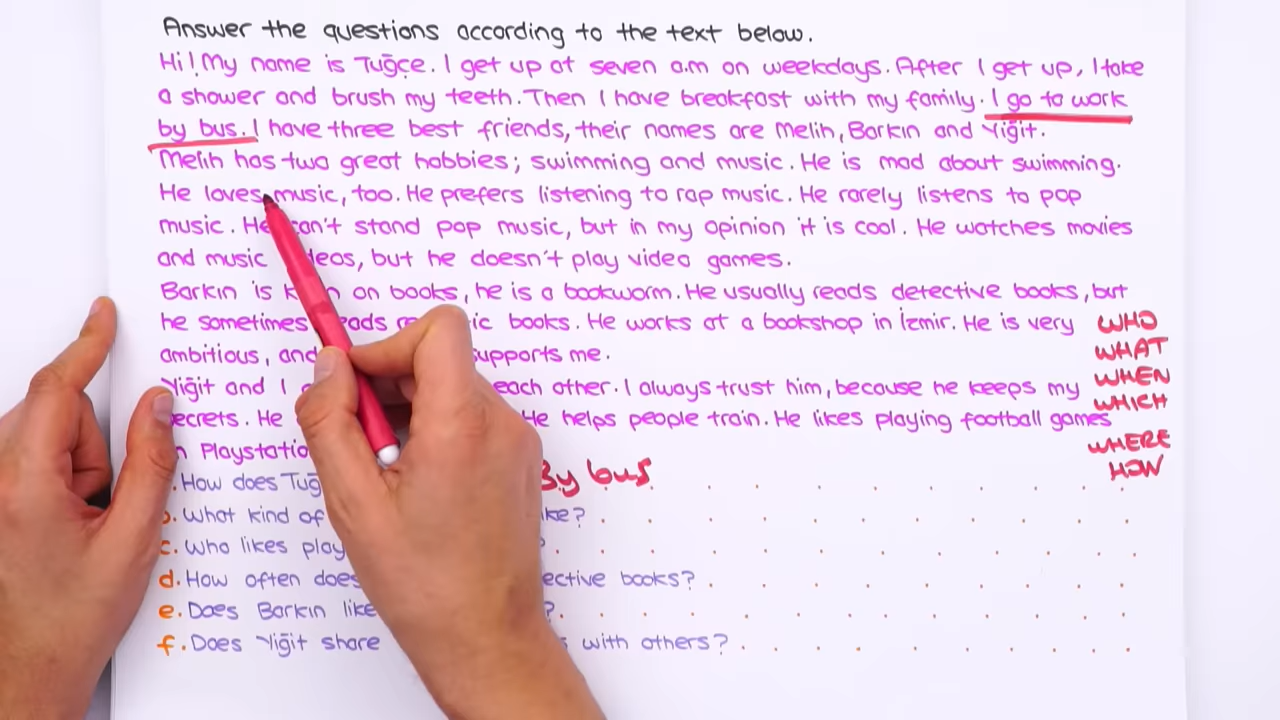 Answer the questions according to the text below.
Hi! My name is Tuğçe. I get up at seven a.m on weekdays. After I get up, I take
a shower and brush my teeth. Then I have breakfast with my family. I go to work
by bus. I have three best friends, their names are Melih, Barkın and Yiğit.
Melih has two great hobbies; swimming and music. He is mad about swimming.
He loves music, too. He prefers listening to rap music. He rarely listens to pop
music. He can't stand pop music, but in my opinion it is cool. He watches movies
and music videos, but he doesn't play video games.
Barkın is on books, he is a bookworm. He usually reads detective books, but
he sometimes reads books. He works at a bookshop in İzmir. He is very
WHO
ambitious, and supports me.
WHAT
Yiğit and I each other. I always trust him, because he keeps my
WHEN
secrets. He He helps people train. He likes playing football games
WHICH
WHERE
HOW
How does By bus
What kind of
c. Who likes
d. How often does books?
e. Does Barkın like
f. Does Yiğit share with others?